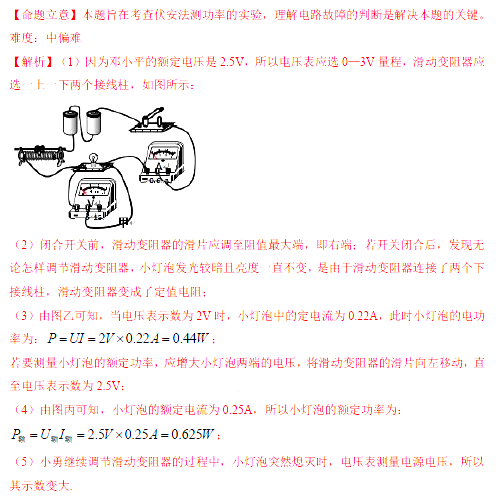 【命题立意】本题旨在考查伏安法测功率的实验，理解电路故障的判断是解决本题的关键。
难度：中偏难
【解析】（1）因为邓小平的额定电压是 2.5V，所以电压表应选 0—3V 量程，滑动变阻器应
选一上一下两个接线柱，如图所示：
（2）闭合开关前，滑动变阻器的滑片应调至阻值最大端，即右端；若开关闭合后，发现无
论怎样调节滑动变阻器，小灯泡发光较暗且亮度一直不变，是由于滑动变阻器连接了两个下
接线柱，滑动变阻器变成了定值电阻；
（3）由图乙可知，当电压表示数为 2V 时，小灯泡中的定电流为 0.22A，此时小灯泡的电功
率为：P=UI=2V×0.22A=0.44W；
若要测量小灯泡的额定功率，应增大小灯泡两端的电压，将滑动变阻器的滑片向左移动，直
至电压表示数为 2.5V；
（4）由图丙可知，小灯泡的额定电流为 0.25A，所以小灯泡的额定功率为：
P额=U额I额=2.5V×0.25A=0.625W；
（5）小勇继续调节滑动变阻器的过程中，小灯泡突然熄灭时，电压表测量电源电压，所以
其示数变大.